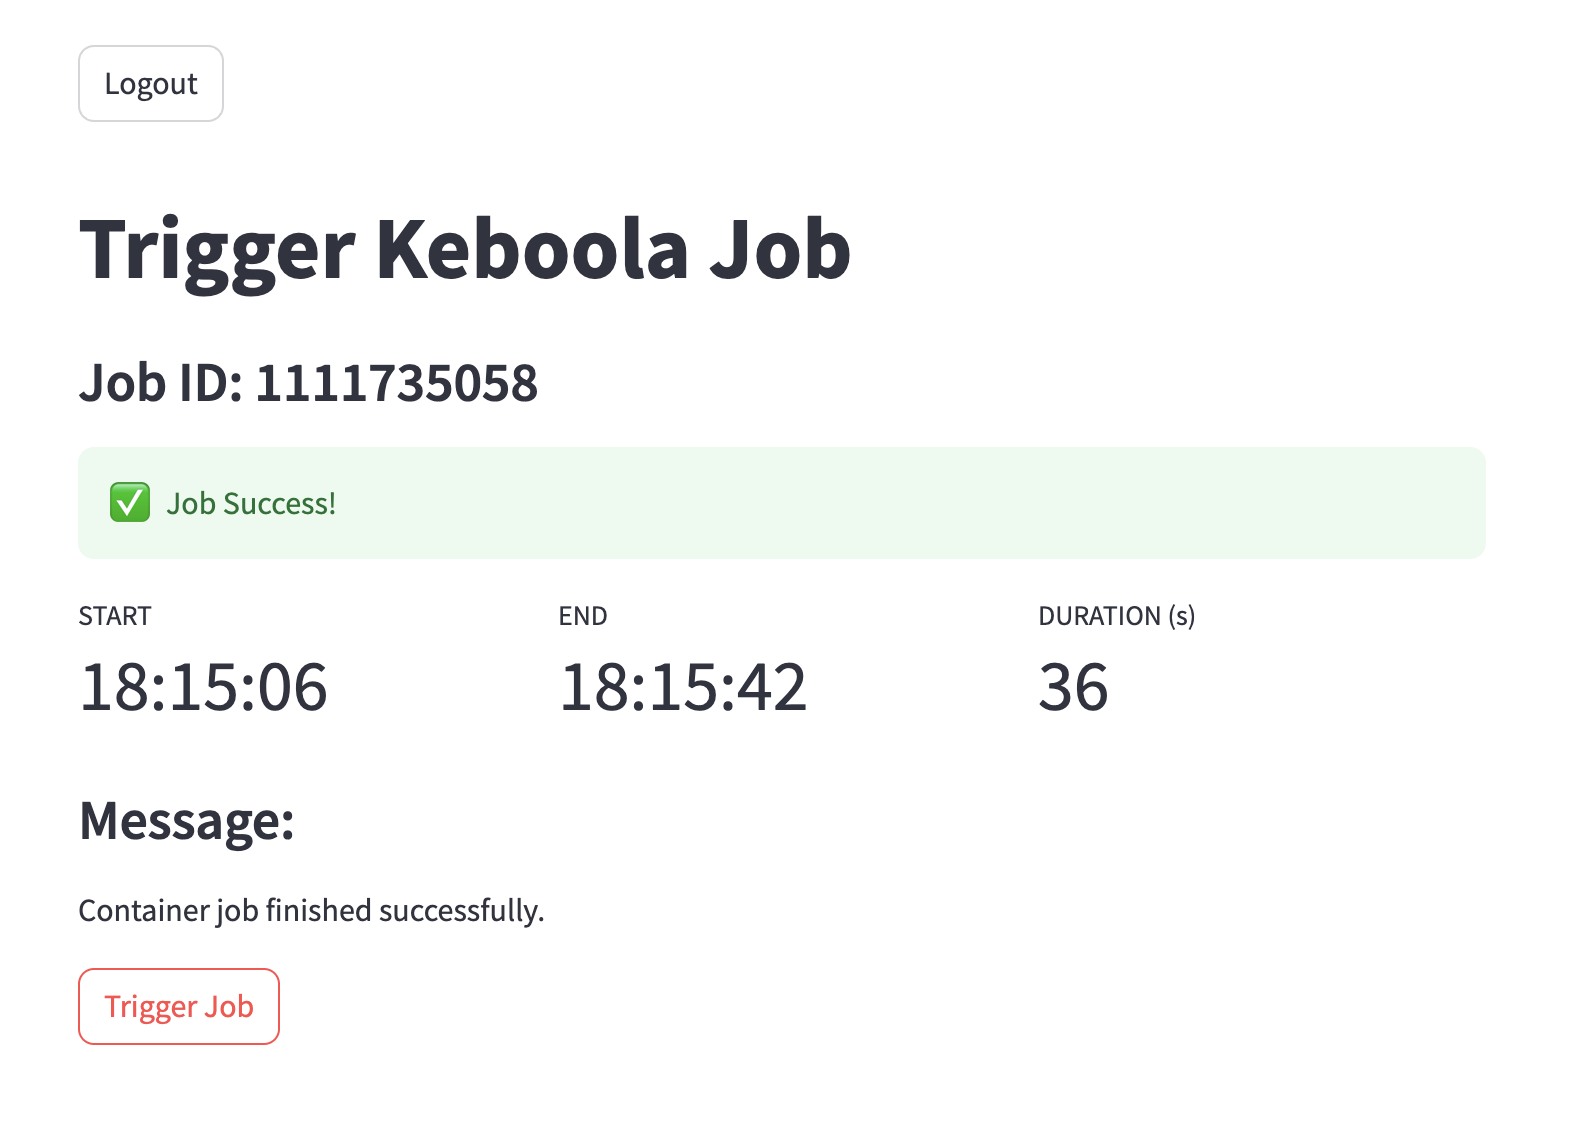 Logout
Trigger Keboola Job
Job ID: 1111735058
✅ Job Success!
START END DURATION (s)
18:15:06 18:15:42 36
Message:
Container job finished successfully.
Trigger Job